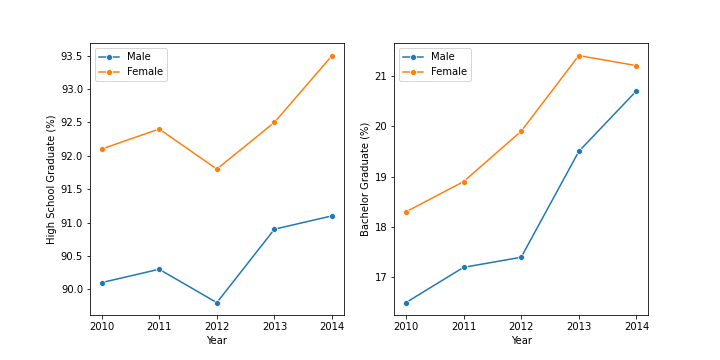 Male
Female
93.5
93.0
92.5
92.0
91.5
91.0
90.5
90.0
High School Graduate (%)
2010 2011 2012 2013 2014
Year
Male
Female
21
20
19
18
17
Bachelor Graduate (%)
2010 2011 2012 2013 2014
Year